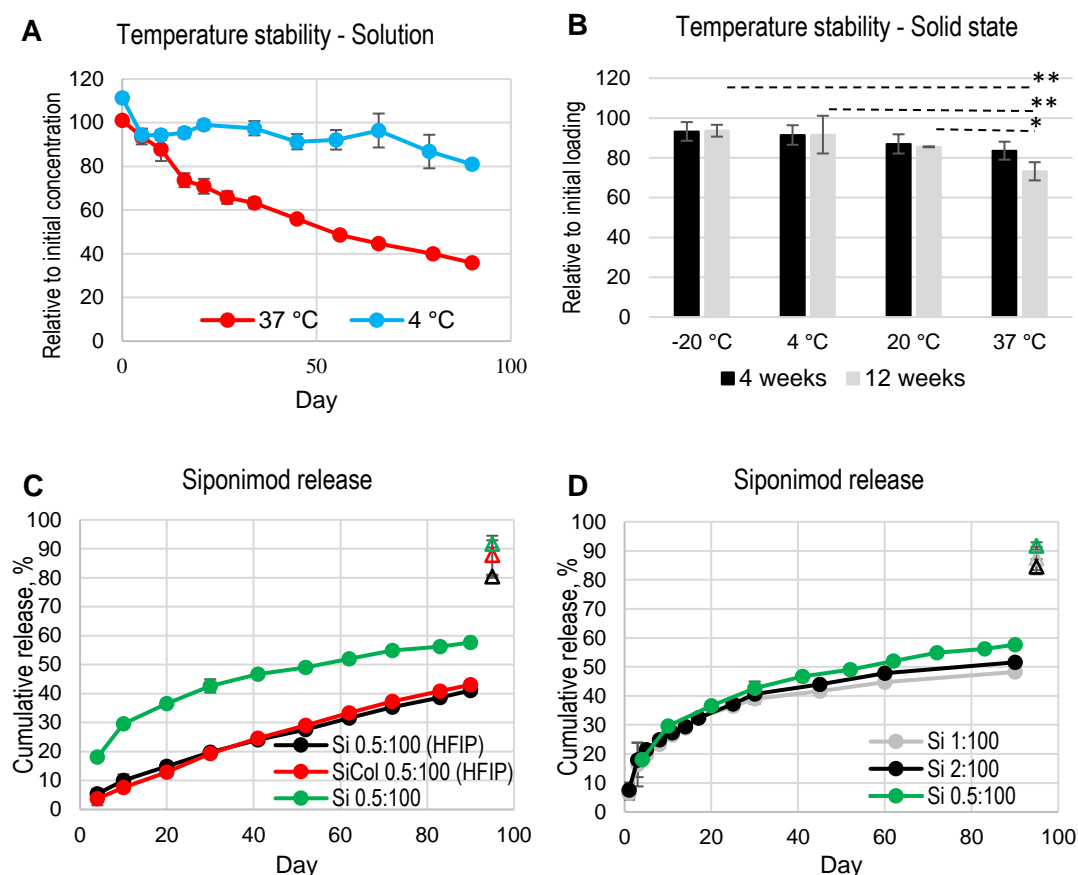 A
Temperature stability - Solution
Relative to initial concentration
120
100
80
60
40
20
0
0
50
100
37 °C
4 °C
Day
B
Temperature stability - Solid state
Relative to initial loading
120
100
80
60
40
20
0
**
**
*
-20 °C
4 °C
20 °C
37 °C
4 weeks
12 weeks
C
Siponimod release
Cumulative release, %
100
90
80
70
60
50
40
30
20
10
0
Si 0.5:100 (HFIP)
SiCol 0.5:100 (HFIP)
Si 0.5:100
0
20
40
60
80
100
Day
D
Siponimod release
Cumulative release, %
100
90
80
70
60
50
40
30
20
10
0
Si 1:100
Si 2:100
Si 0.5:100
0
20
40
60
80
100
Day